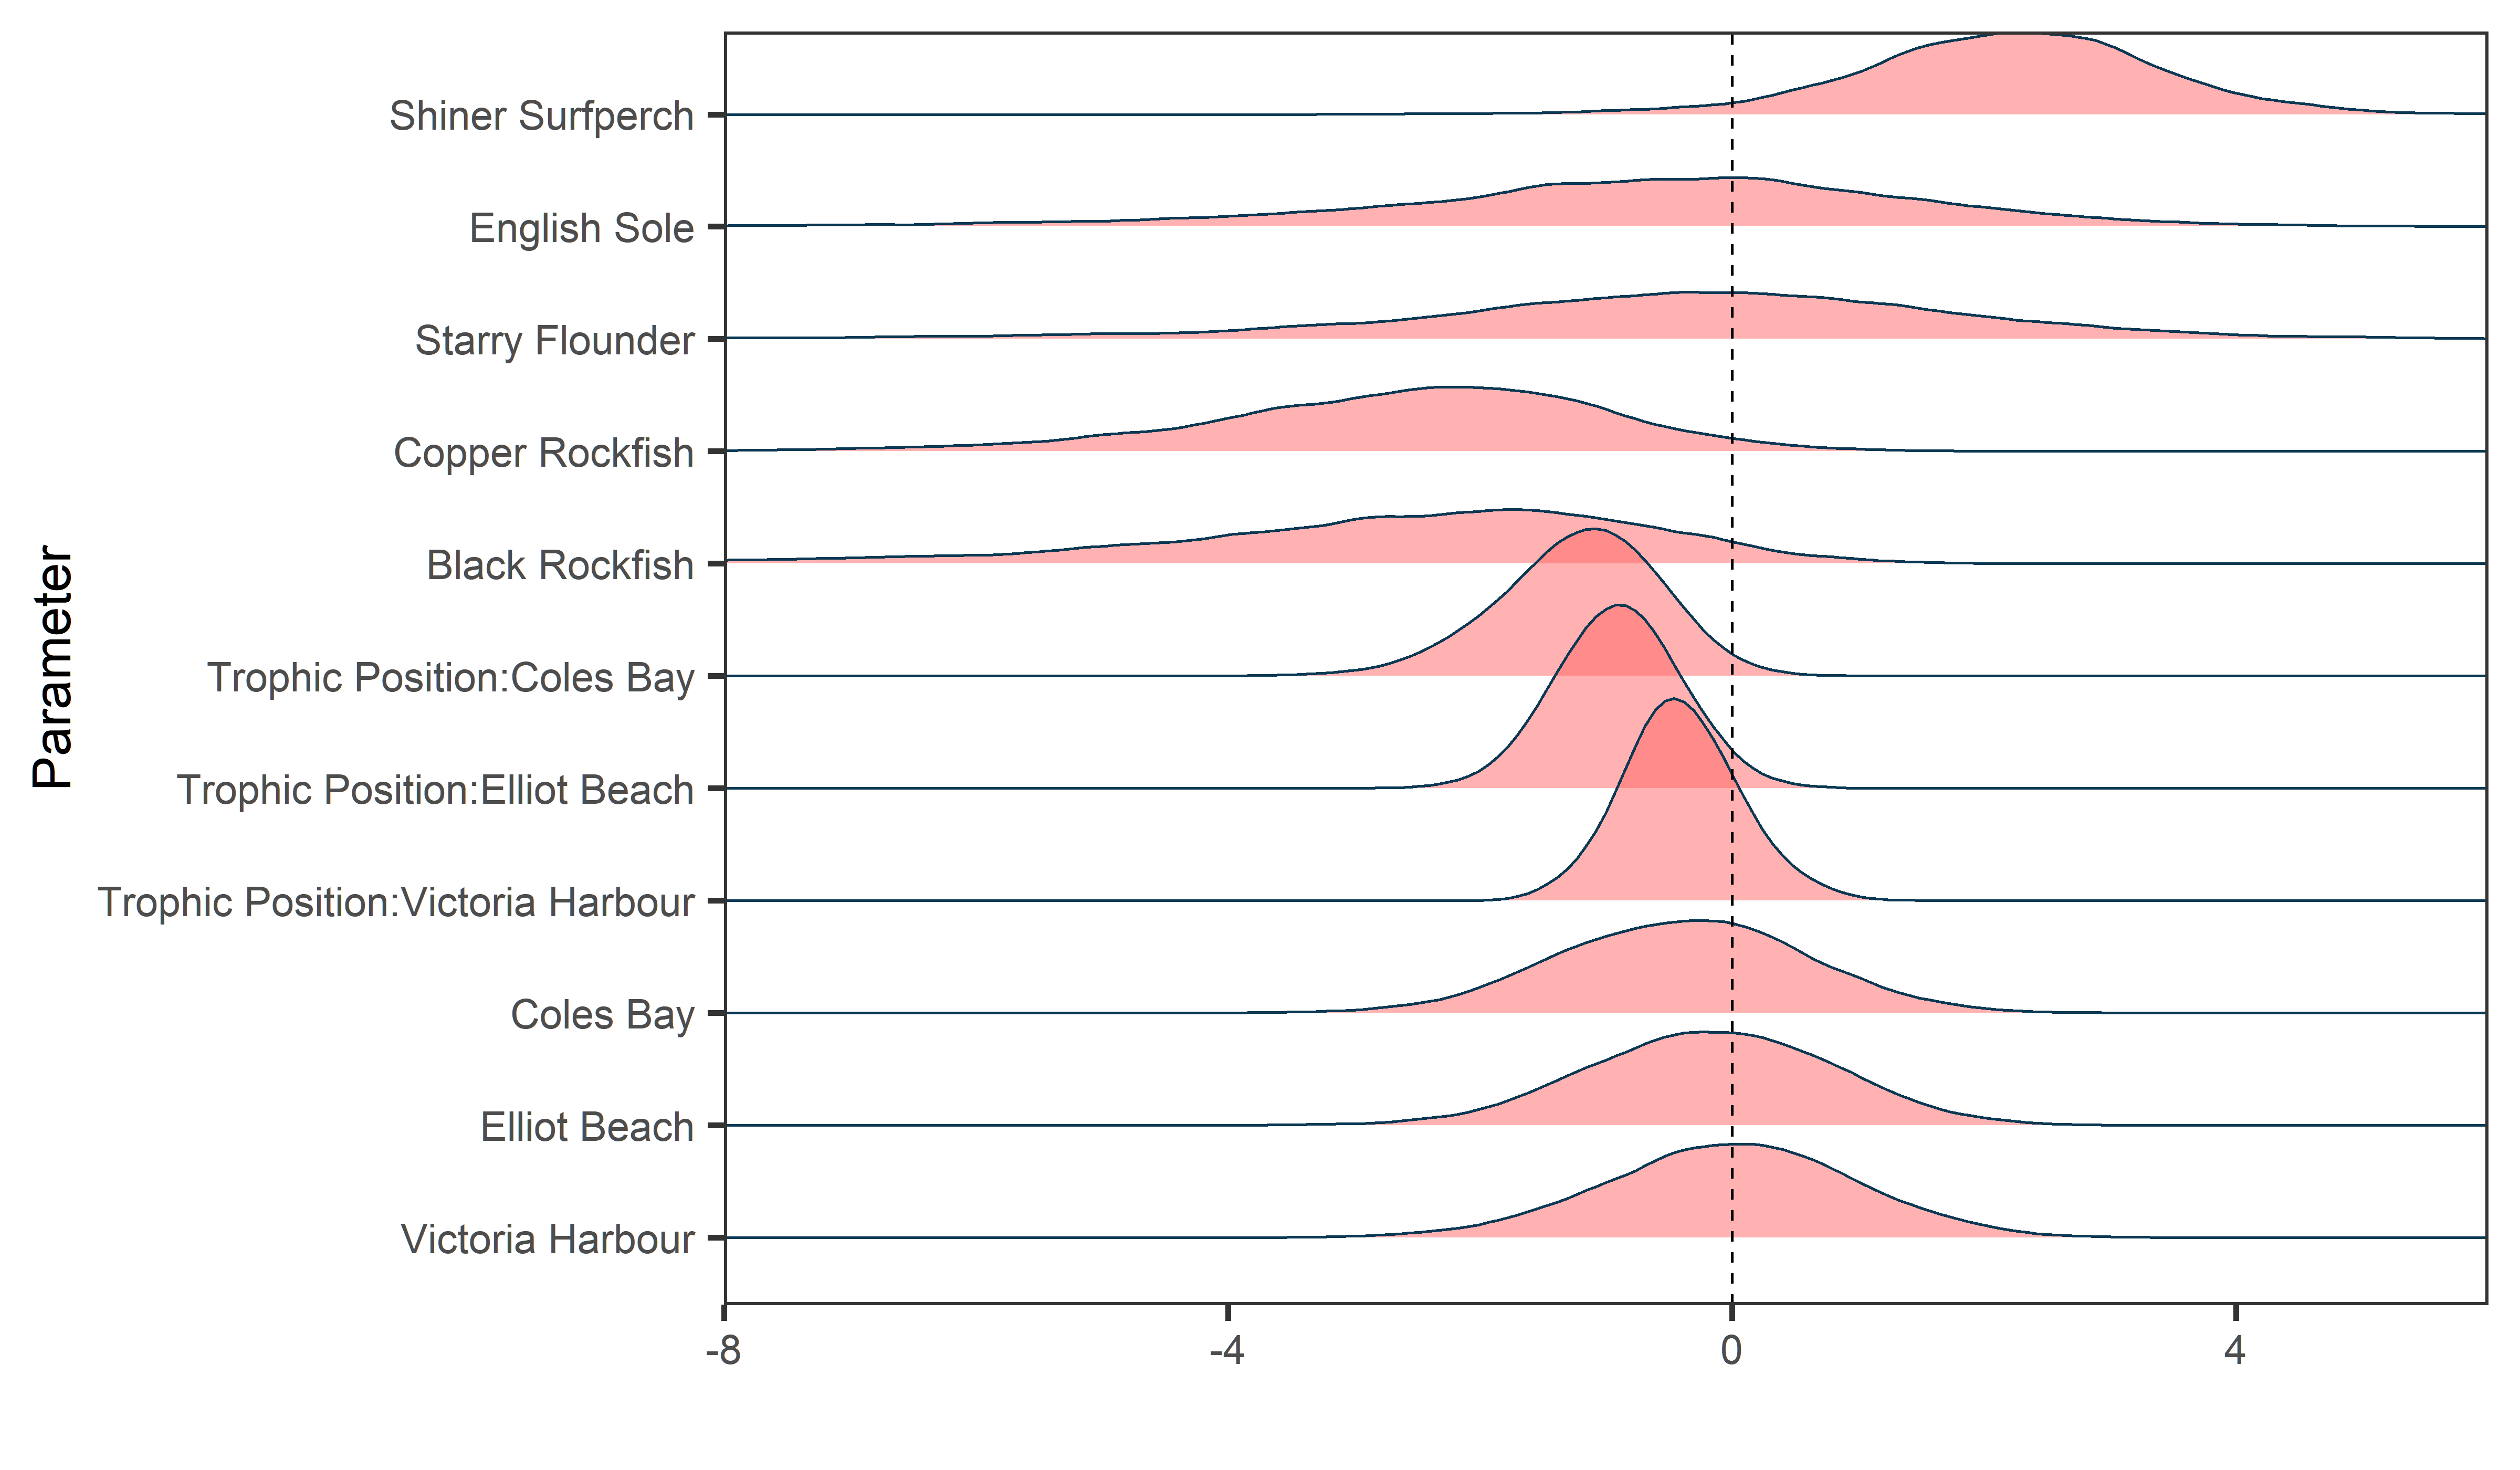 Parameter
Shiner Surfperch
English Sole
Starry Flounder
Copper Rockfish
Black Rockfish
Trophic Position:Coles Bay
Trophic Position:Elliot Beach
Trophic Position:Victoria Harbour
Coles Bay
Elliot Beach
Victoria Harbour
-8 -4 0 4